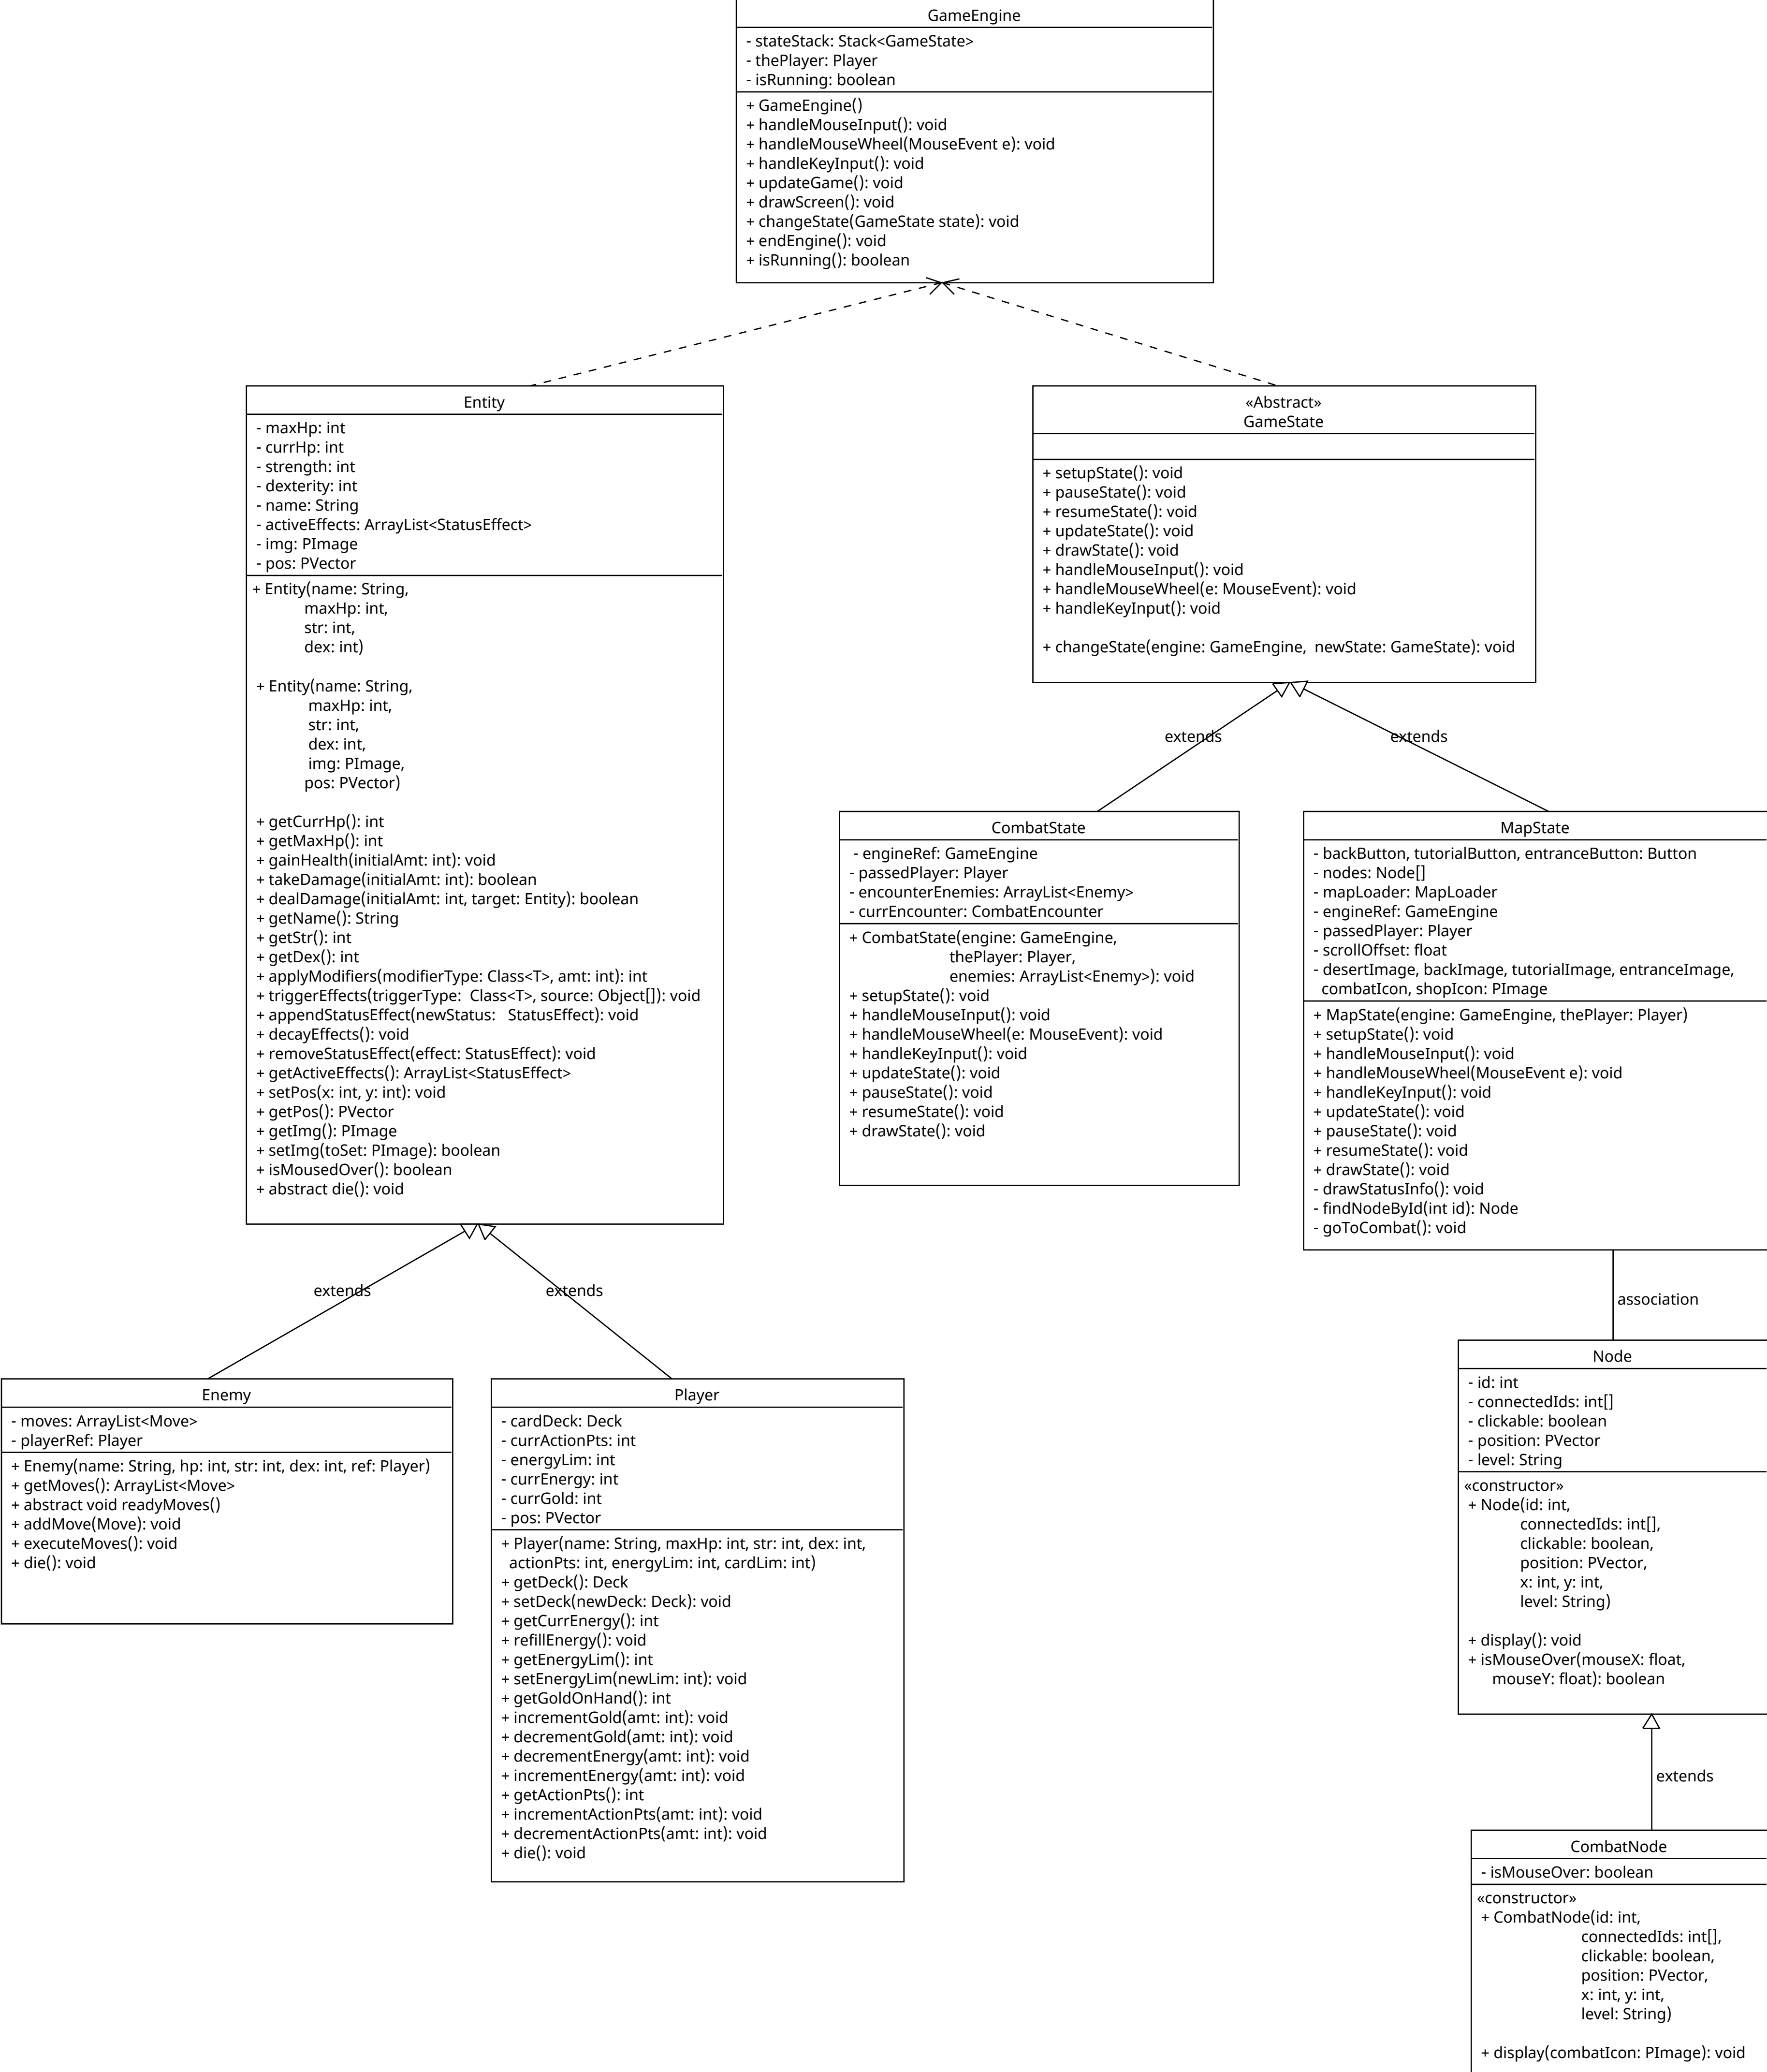 GameEngine
- stateStack: Stack<GameState>
- thePlayer: Player
- isRunning: boolean
+ GameEngine()
+ handleMouseInput(): void
+ handleMouseWheel(MouseEvent e): void
+ handleKeyInput(): void
+ updateGame(): void
+ drawScreen(): void
+ changeState(GameState state): void
+ endEngine(): void
+ isRunning(): boolean
Entity
- maxHp: int
- currHp: int
- strength: int
- dexterity: int
- name: String
- activeEffects: ArrayList<StatusEffect>
- img: PImage
- pos: PVector
+ Entity(name: String,
maxHp: int,
str: int,
dex: int)
+ Entity(name: String,
maxHp: int,
str: int,
dex: int,
img: PImage,
pos: PVector)
+ getCurrHp(): int
+ getMaxHp(): int
+ gainHealth(initialAmt: int): void
+ takeDamage(initialAmt: int): boolean
+ dealDamage(initialAmt: int, target: Entity): boolean
+ getName(): String
+ getStr(): int
+ getDex(): int
+ applyModifiers(modifierType: Class<T>, amt: int): int
+ triggerEffects(triggerType:  Class<T>, source: Object[]): void
+ appendStatusEffect(newStatus:   StatusEffect): void
+ decayEffects(): void
+ removeStatusEffect(effect: StatusEffect): void
+ getActiveEffects(): ArrayList<StatusEffect>
+ setPos(x: int, y: int): void
+ getPos(): PVector
+ getImg(): PImage
+ setImg(toSet: PImage): boolean
+ isMousedOver(): boolean
+ abstract die(): void
«Abstract»
GameState
+ setupState(): void
+ pauseState(): void
+ resumeState(): void
+ updateState(): void
+ drawState(): void
+ handleMouseInput(): void
+ handleMouseWheel(e: MouseEvent): void
+ handleKeyInput(): void
+ changeState(engine: GameEngine,  newState: GameState): void
extends
extends
CombatState
- engineRef: GameEngine
- passedPlayer: Player
- encounterEnemies: ArrayList<Enemy>
- currEncounter: CombatEncounter
+ CombatState(engine: GameEngine,
thePlayer: Player,
enemies: ArrayList<Enemy>): void
+ setupState(): void
+ handleMouseInput(): void
+ handleMouseWheel(e: MouseEvent): void
+ handleKeyInput(): void
+ updateState(): void
+ pauseState(): void
+ resumeState(): void
+ drawState(): void
MapState
- backButton, tutorialButton, entranceButton: Button
- nodes: Node[]
- mapLoader: MapLoader
- engineRef: GameEngine
- passedPlayer: Player
- scrollOffset: float
- desertImage, backImage, tutorialImage, entranceImage,
combatIcon, shopIcon: PImage
+ MapState(engine: GameEngine, thePlayer: Player)
+ setupState(): void
+ handleMouseInput(): void
+ handleMouseWheel(MouseEvent e): void
+ handleKeyInput(): void
+ updateState(): void
+ pauseState(): void
+ resumeState(): void
+ drawState(): void
- drawStatusInfo(): void
- findNodeById(int id): Node
- goToCombat(): void
extends
extends
association
Enemy
- moves: ArrayList<Move>
- playerRef: Player
+ Enemy(name: String, hp: int, str: int, dex: int, ref: Player)
+ getMoves(): ArrayList<Move>
+ abstract void readyMoves()
+ addMove(Move): void
+ executeMoves(): void
+ die(): void
Player
- cardDeck: Deck
- currActionPts: int
- energyLim: int
- currEnergy: int
- currGold: int
- pos: PVector
+ Player(name: String, maxHp: int, str: int, dex: int,
actionPts: int, energyLim: int, cardLim: int)
+ getDeck(): Deck
+ setDeck(newDeck: Deck): void
+ getCurrEnergy(): int
+ refillEnergy(): void
+ getEnergyLim(): int
+ setEnergyLim(newLim: int): void
+ getGoldOnHand(): int
+ incrementGold(amt: int): void
+ decrementGold(amt: int): void
+ decrementEnergy(amt: int): void
+ incrementEnergy(amt: int): void
+ getActionPts(): int
+ incrementActionPts(amt: int): void
+ decrementActionPts(amt: int): void
+ die(): void
Node
- id: int
- connectedIds: int[]
- clickable: boolean
- position: PVector
- level: String
«constructor»
+ Node(id: int,
connectedIds: int[],
clickable: boolean,
position: PVector,
x: int, y: int,
level: String)
+ display(): void
+ isMouseOver(mouseX: float,
mouseY: float): boolean
extends
CombatNode
- isMouseOver: boolean
«constructor»
+ CombatNode(id: int,
connectedIds: int[],
clickable: boolean,
position: PVector,
x: int, y: int,
level: String)
+ display(combatIcon: PImage): void